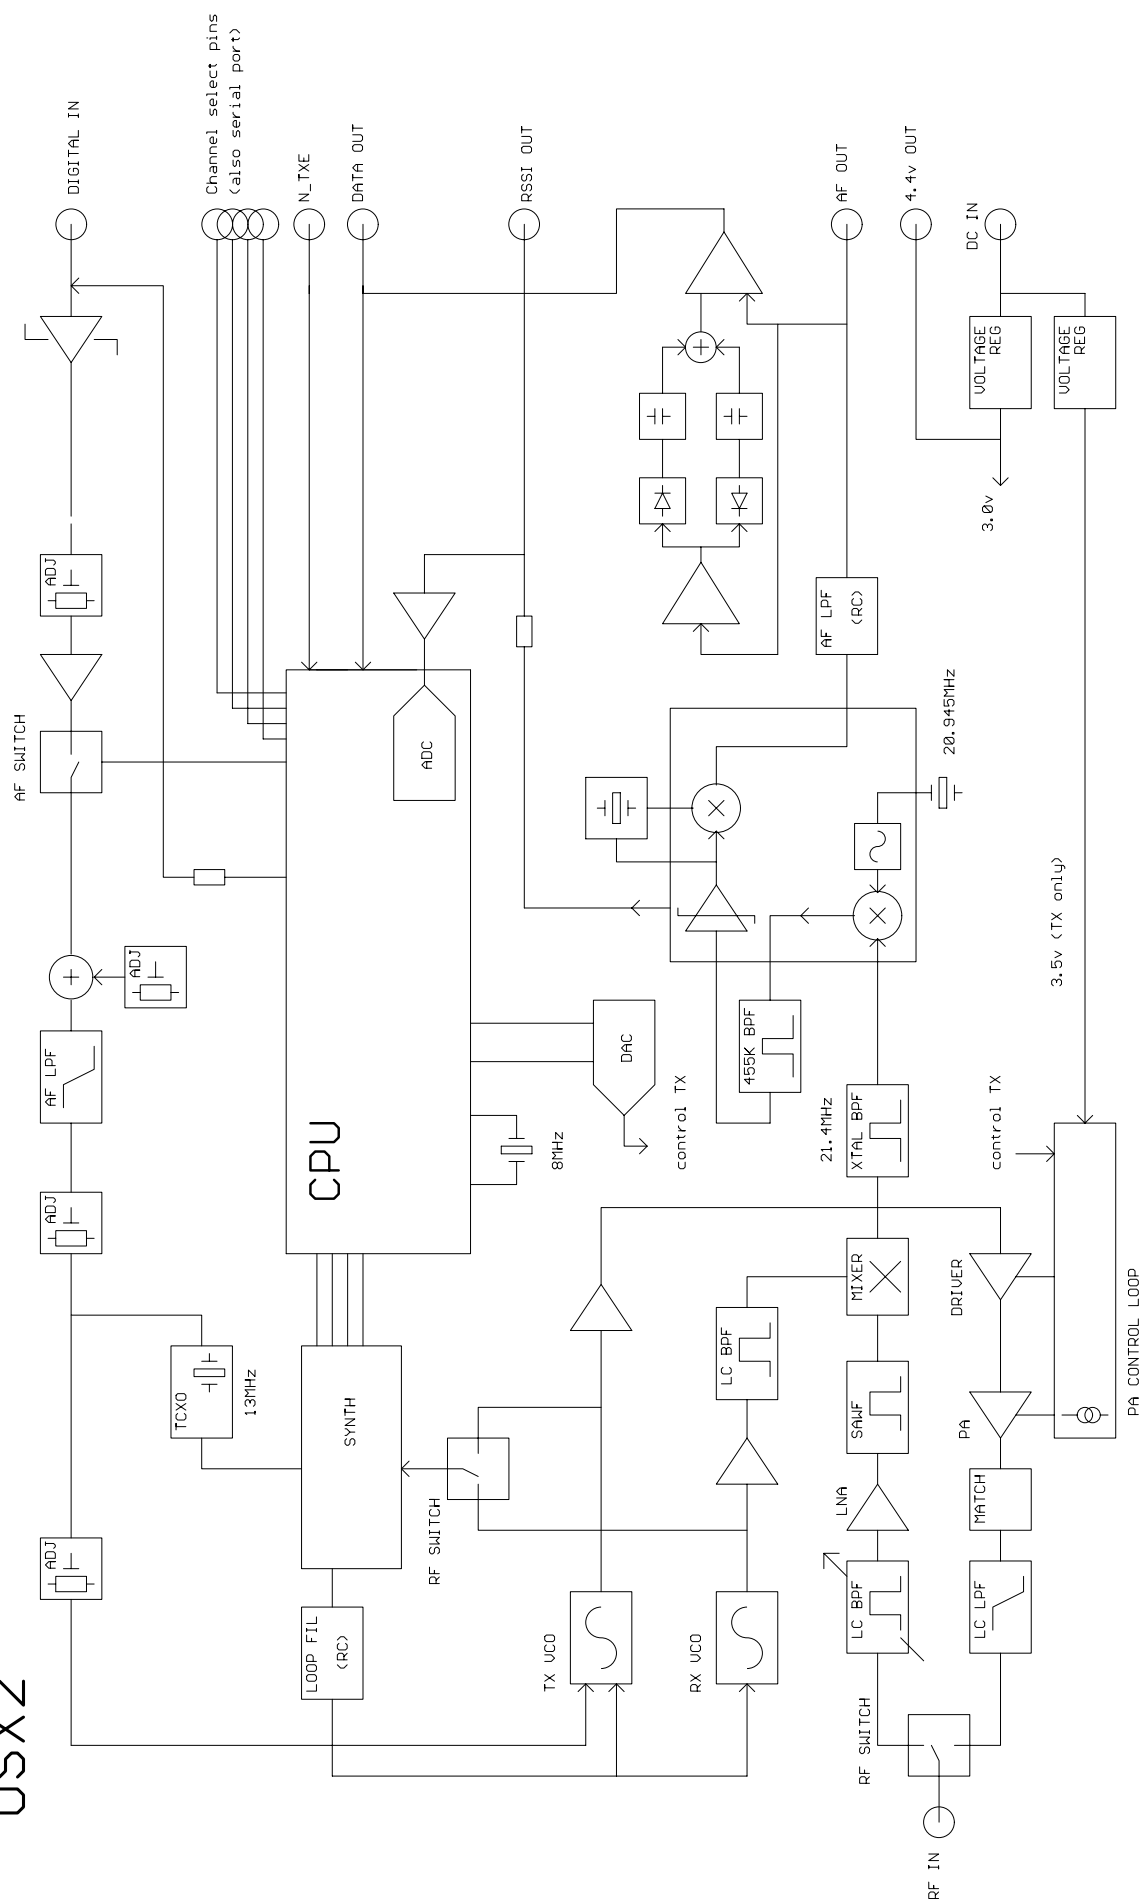 USX2
AF SWITCH
ADJ
ADJ
AF LPF
ADJ
DIGITAL IN
ADJ
TCXO
13MHz
Channel select pins
(also serial port)
LOOP FIL
(RC)
SYNTH
CPU
N_TXE
DATA OUT
RF SWITCH
ADC
RSSI OUT
TX VCO
8MHz
DAC
control TX
RX VCO
LC BPF
455K BPF
RF SWITCH
LC BPF
LNA
SAWF
MIXER
21.4MHz
XTAL BPF
AF LPF
(RC)
AF OUT
20.945MHz
4.4v OUT
RF IN
LC LPF
MATCH
PA
DRIVER
control TX
3.0v
VOLTAGE
REG
DC IN
3.5v (TX only)
VOLTAGE
REG
PA CONTROL LOOP